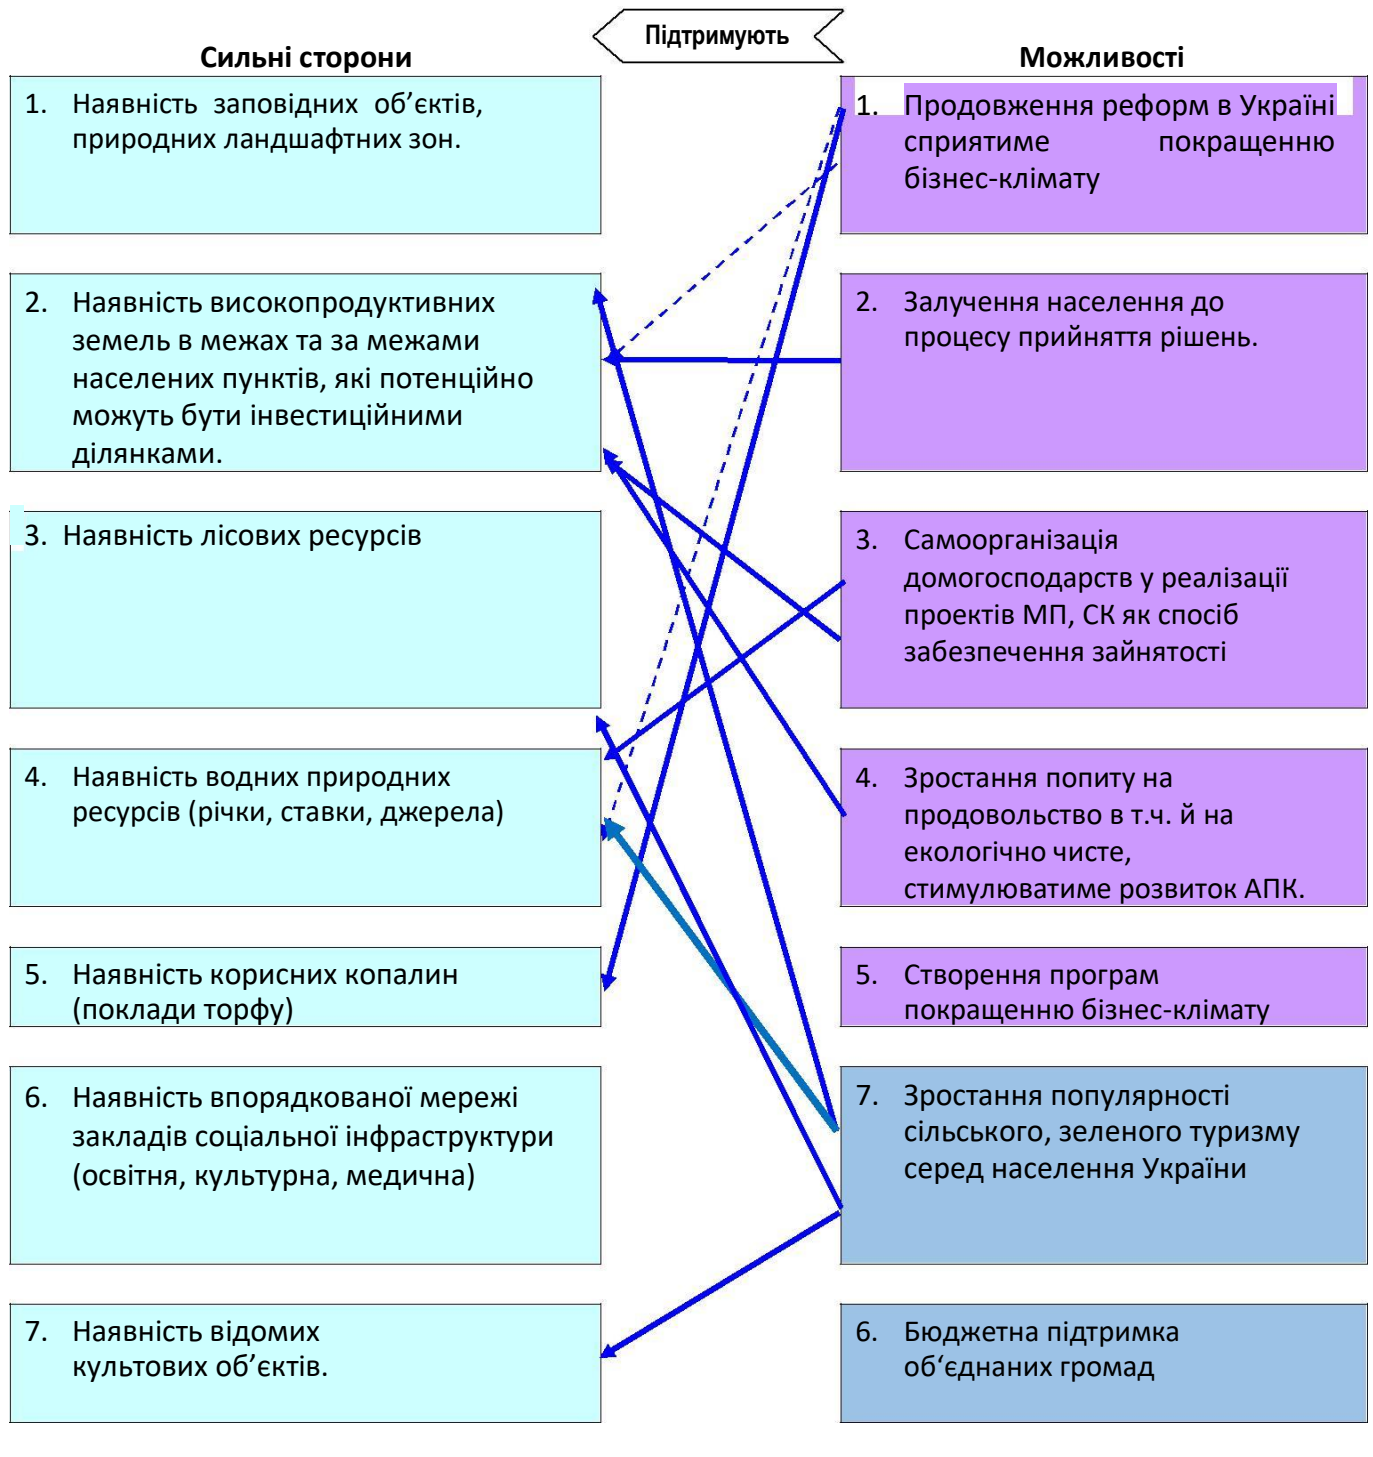 Підтримують
Сильні сторони
Можливості
1. Наявність заповідних об’єктів,
природних ландшафтних зон.
1. Продовження реформ в Україні
сприятиме покращенню
бізнес-клімату
2. Наявність високопродуктивних
земель в межах та за межами
населених пунктів, які потенційно
можуть бути інвестиційними
ділянками.
2. Залучення населення до
процесу прийняття рішень.
3. Наявність лісових ресурсів
3. Самоорганізація
домогосподарств у реалізації
проектів МП, СК як спосіб
забезпечення зайнятості
4. Наявність водних природних
ресурсів (річки, ставки, джерела)
4. Зростання попиту на
продовольство в т.ч. й на
екологічно чисте,
стимулюватиме розвиток АПК.
5. Наявність корисних копалин
(поклади торфу)
5. Створення програм
покращенню бізнес-клімату
6. Наявність впорядкованої мережі
закладів соціальної інфраструктури
(освітня, культурна, медична)
7. Зростання популярності
сільського, зеленого туризму
серед населення України
7. Наявність відомих
культових об’єктів.
6. Бюджетна підтримка
об‘єднаних громад